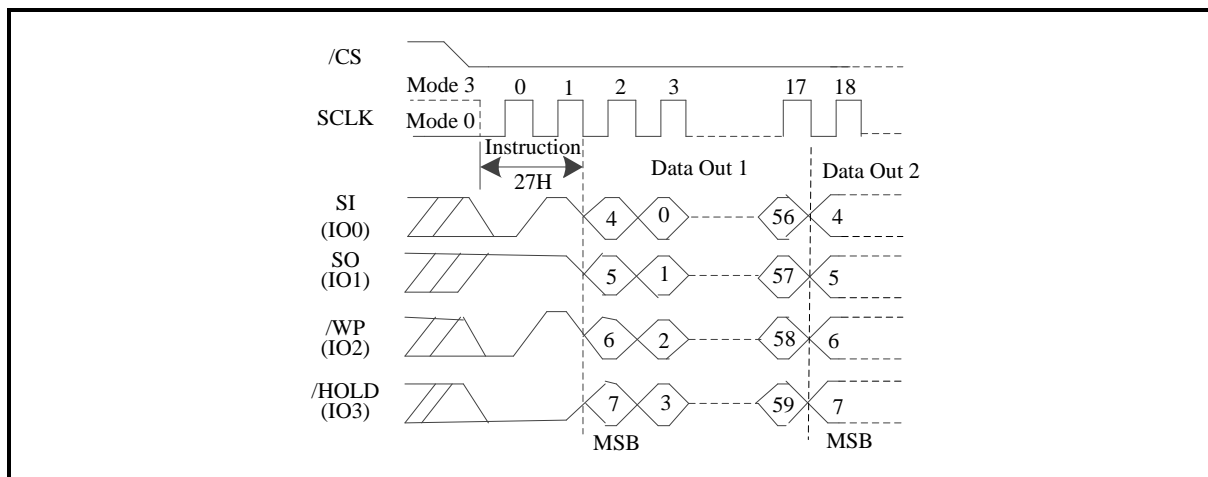 /CS
Mode 3 0 1 2 3 17 18
SCLK Mode 0
Instruction
27H
Data Out 1 Data Out 2
SI
(IO0)
4 0 56 4
SO
(IO1)
5 1 57 5
/WP
(IO2)
6 2 58 6
/HOLD
(IO3)
7 3 59 7
MSB MSB